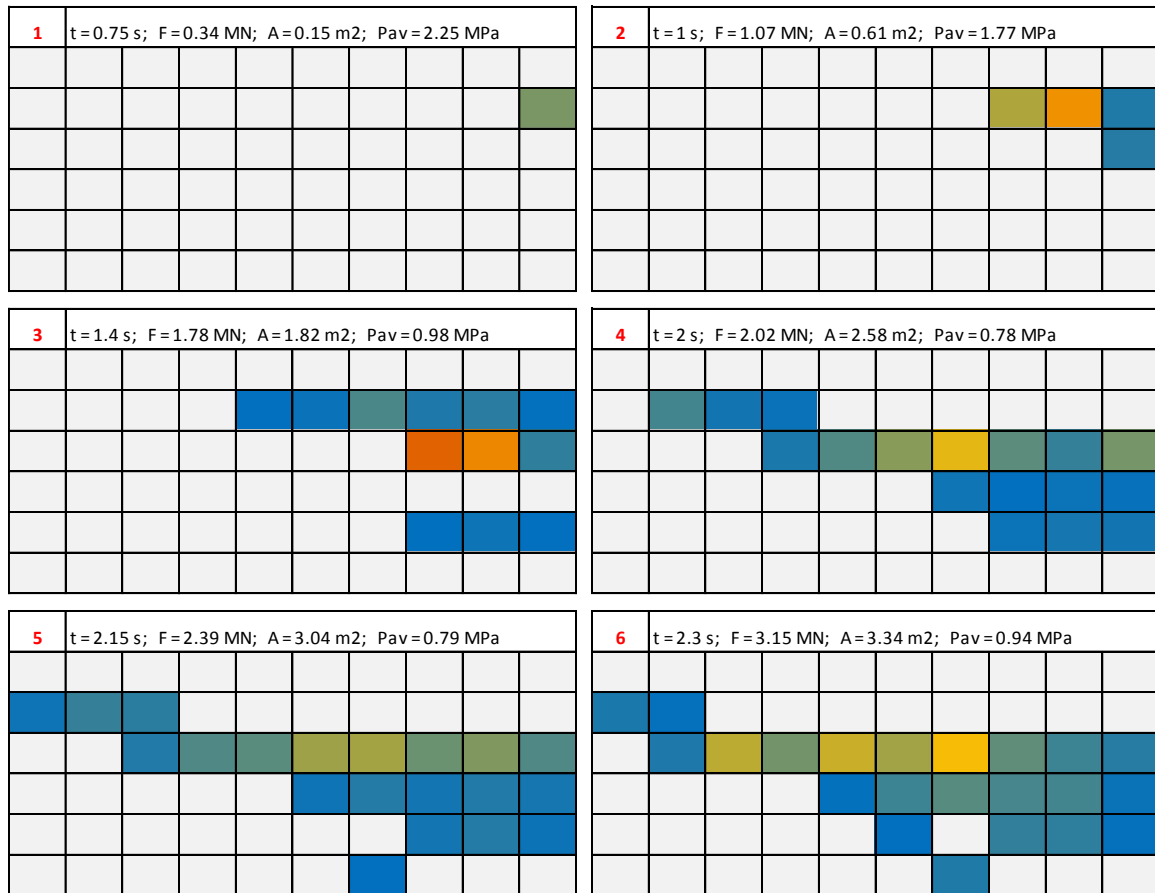 1 t = 0.75 s; F = 0.34 MN; A = 0.15 m2; Pav = 2.25 MPa
2 t = 1 s; F = 1.07 MN; A = 0.61 m2; Pav = 1.77 MPa
3 t = 1.4 s; F = 1.78 MN; A = 1.82 m2; Pav = 0.98 MPa
4 t = 2 s; F = 2.02 MN; A = 2.58 m2; Pav = 0.78 MPa
5 t = 2.15 s; F = 2.39 MN; A = 3.04 m2; Pav = 0.79 MPa
6 t = 2.3 s; F = 3.15 MN; A = 3.34 m2; Pav = 0.94 MPa